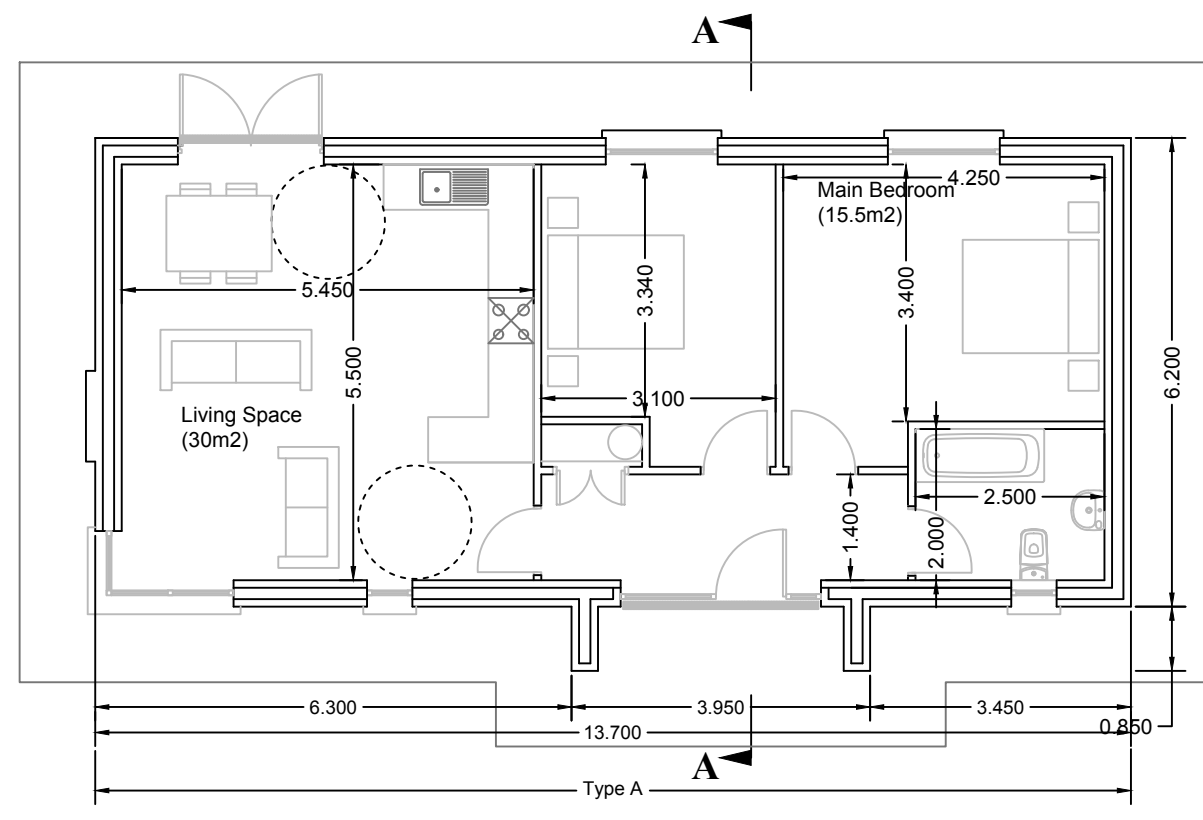 A
4.250
Main Bedroom
(15.5m2)
5.450
3.340
3.400
5.500
6.200
3.100
Living Space
(30m2)
2.500
1.400
2.000
6.300
3.950
3.450
0.850
13.700
A
Type A